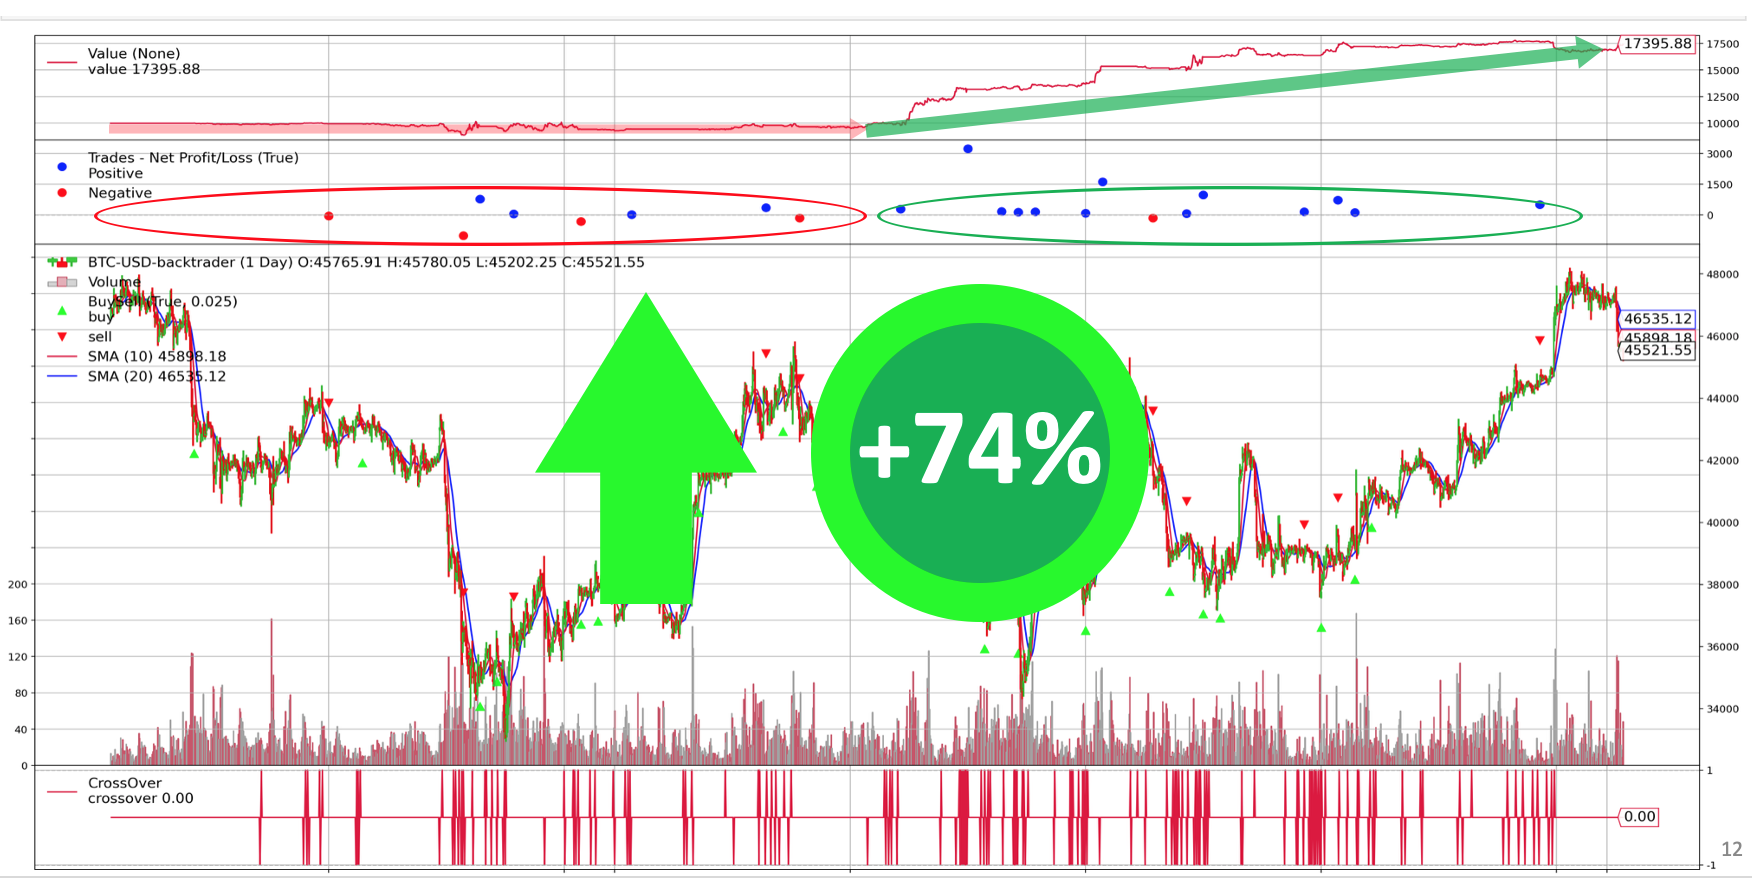 Value (None)
value 17395.88
17395.88
17500
15000
12500
10000
Trades - Net Profit/Loss (True)
Positive
Negative
3000
1500
0
BTC-USD-backtrader (1 Day) O:45765.91 H:45780.05 L:45202.25 C:45521.55
Volume
BuySell (True, 0.025)
buy
sell
SMA (10) 45898.18
SMA (20) 46535.12
+74%
48000
46535.12
46000
45898.18
45521.55
44000
42000
40000
38000
36000
34000
200
160
120
80
40
0
CrossOver
crossover 0.00
1
0.00
-1
12